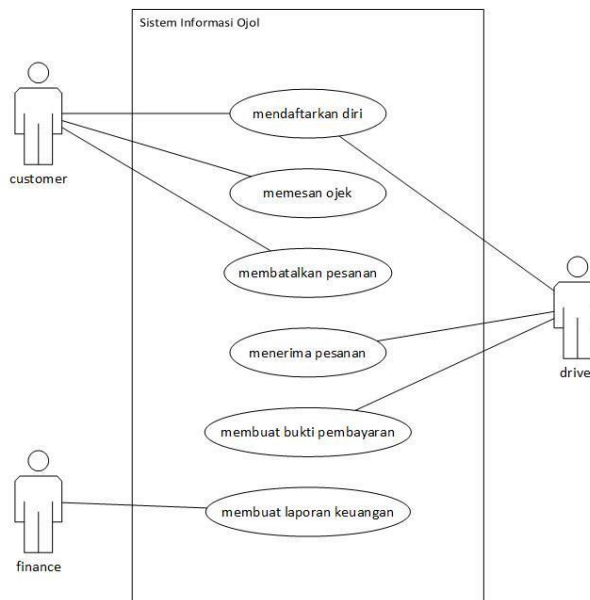 Sistem Informasi Ojol
mendaftarkan diri
customer
memesan ojek
membatalkan pesanan
menerima pesanan
drive
membuat bukti pembayaran
membuat laporan keuangan
finance